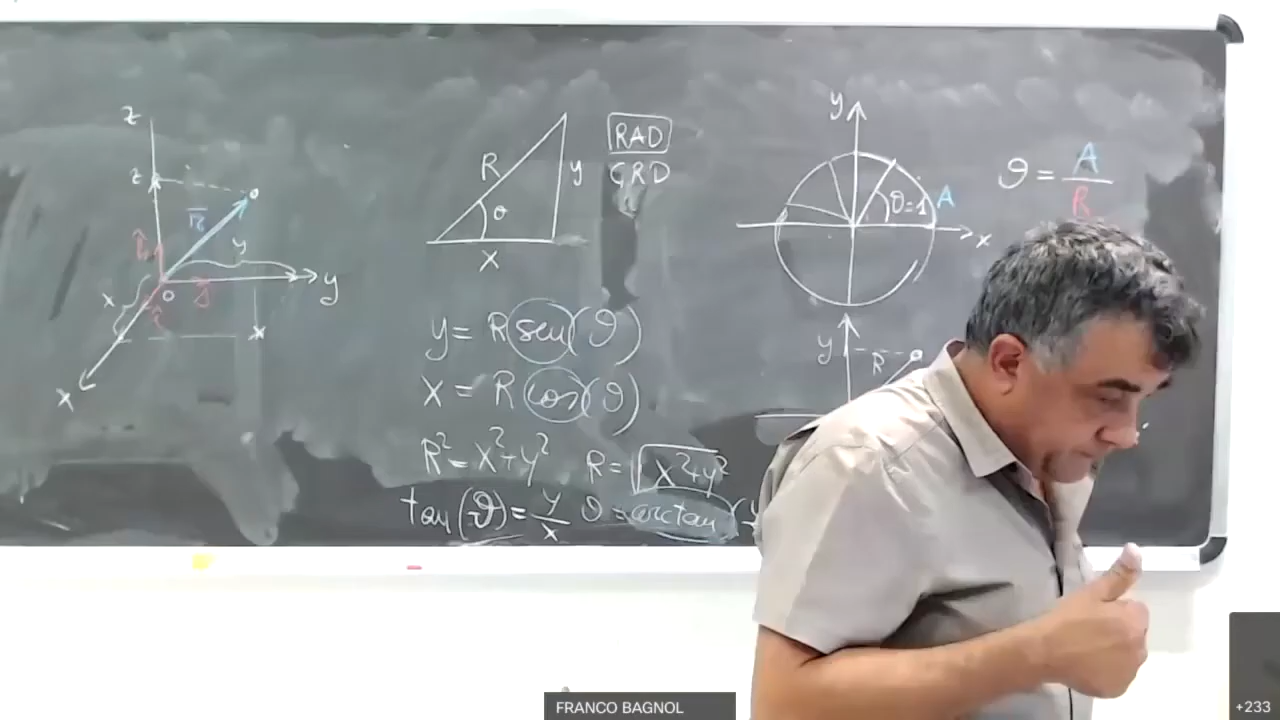 z
z
R
y
x
o
y
x
R
y
θ
x
RAD
GRD
y = R sen(ϑ)
x = R cos(ϑ)
R² = x² + y² R = √x²+y²
tan(ϑ) = y/x ϑ = arctan
y
ϑ=1
A
x
ϑ = A/R
y
R
FRANCO BAGNOL
+233